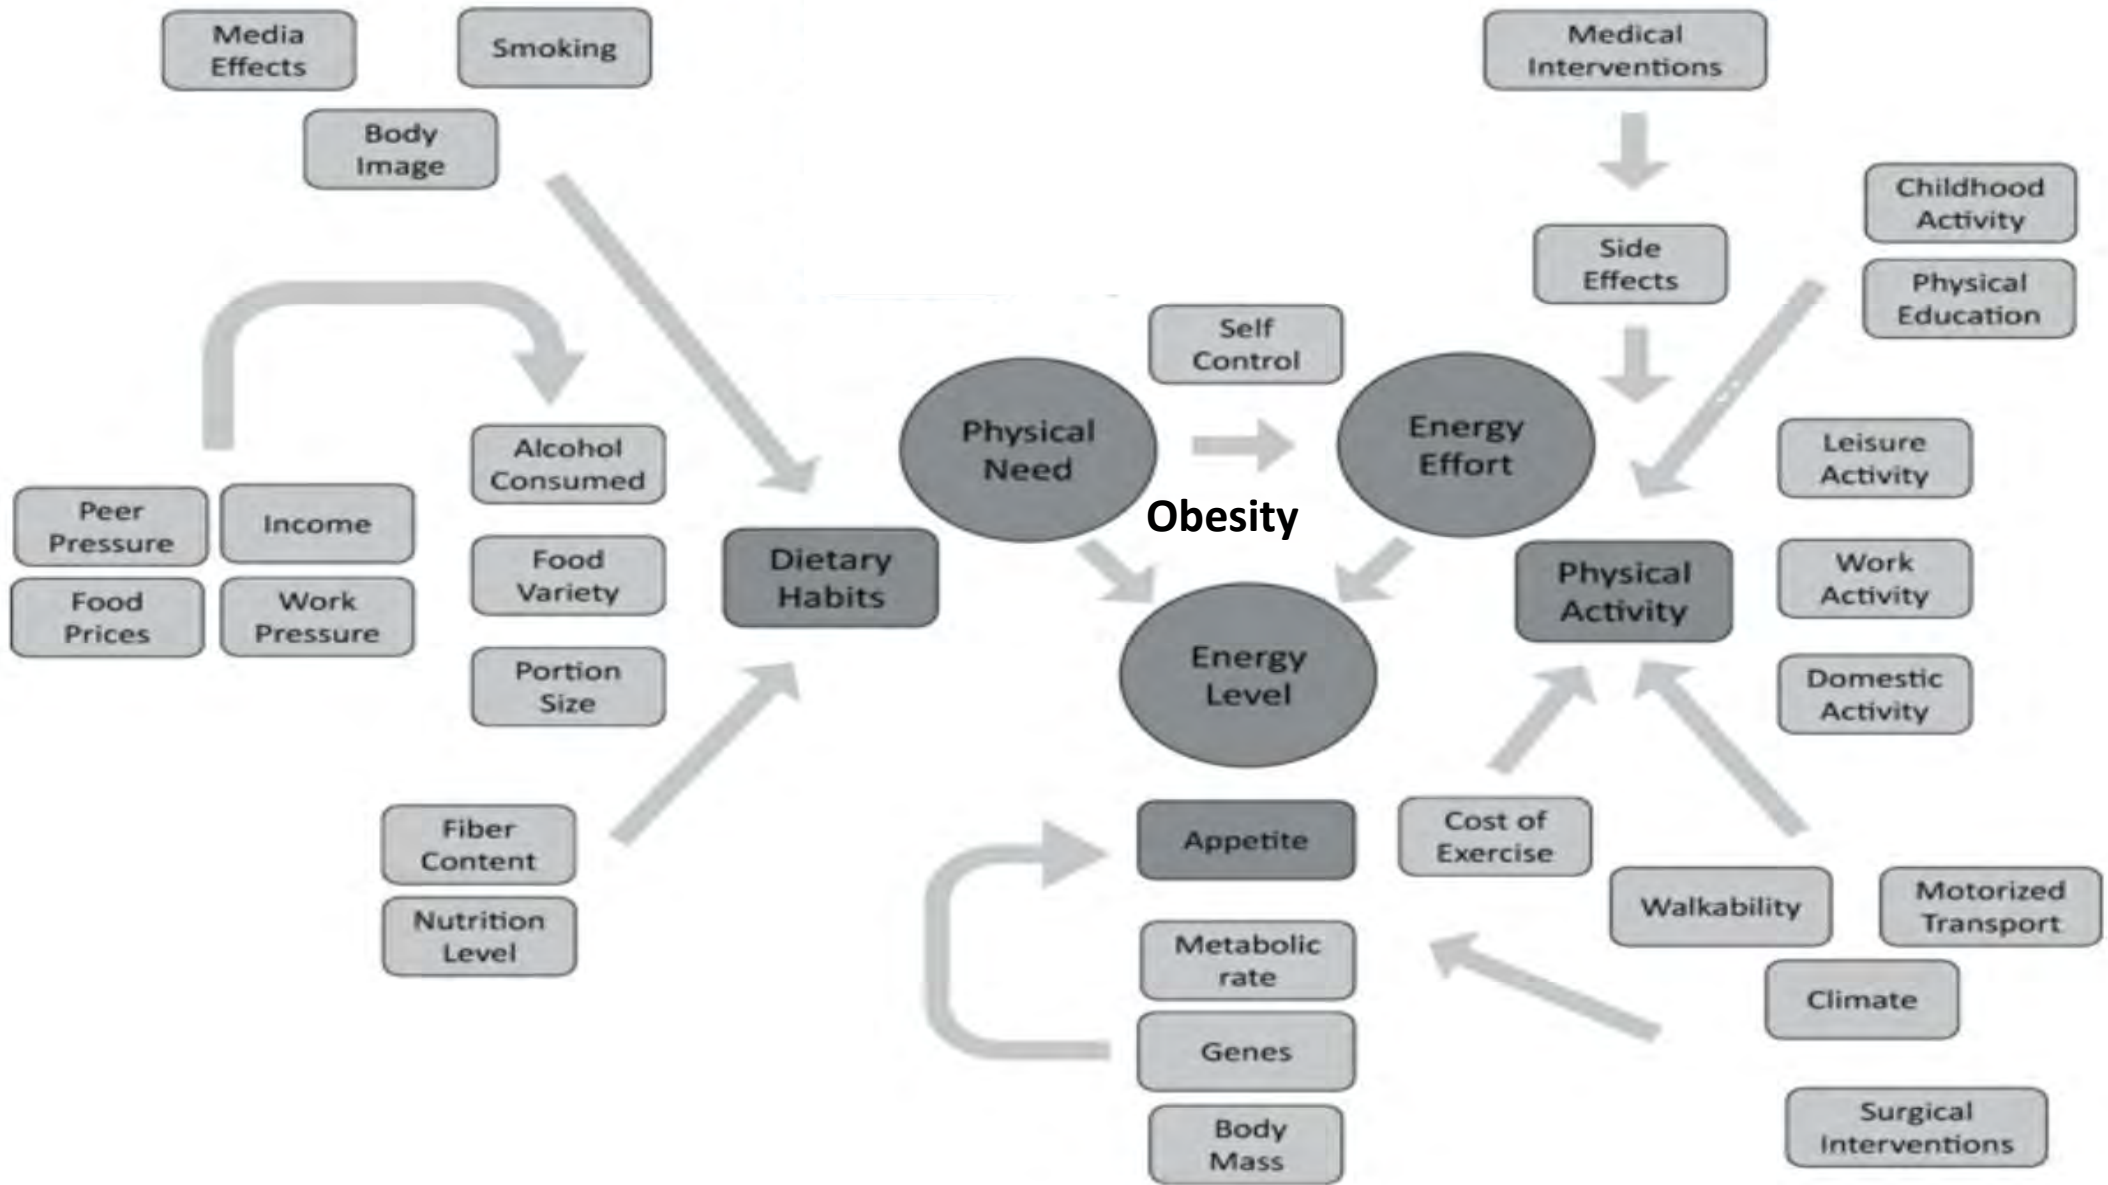 Media
Effects
Smoking
Body
Image
Medical
Interventions
Side
Effects
Childhood
Activity
Physical
Education
Self
Control
Physical
Need
Energy
Effort
Obesity
Energy
Level
Peer
Pressure
Income
Food
Prices
Work
Pressure
Alcohol
Consumed
Food
Variety
Portion
Size
Dietary
Habits
Physical
Activity
Leisure
Activity
Work
Activity
Domestic
Activity
Fiber
Content
Nutrition
Level
Appetite
Metabolic
rate
Genes
Body
Mass
Cost of
Exercise
Walkability
Motorized
Transport
Climate
Surgical
Interventions